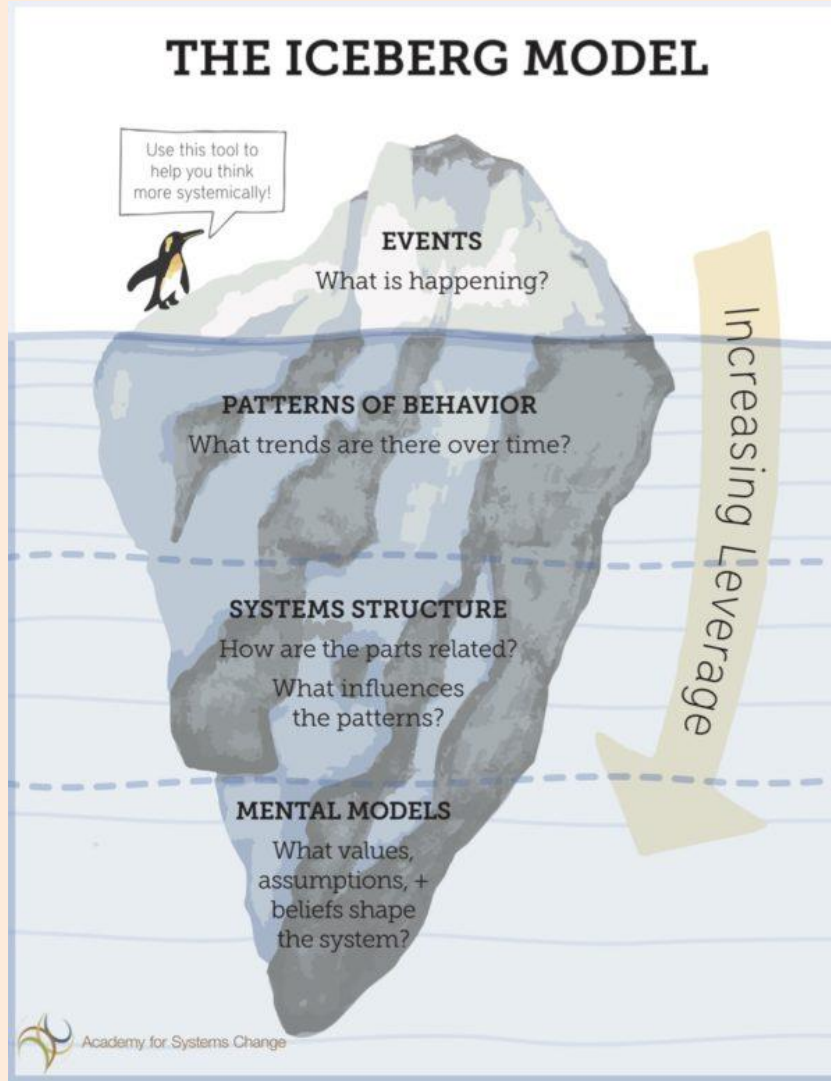 THE ICEBERG MODEL
Use this tool to
help you think
more systemically!
EVENTS
What is happening?
PATTERNS OF BEHAVIOR
What trends are there over time?
SYSTEMS STRUCTURE
How are the parts related?
What influences
the patterns?
MENTAL MODELS
What values,
assumptions, +
beliefs shape
the system?
Increasing Leverage
Academy for Systems Change